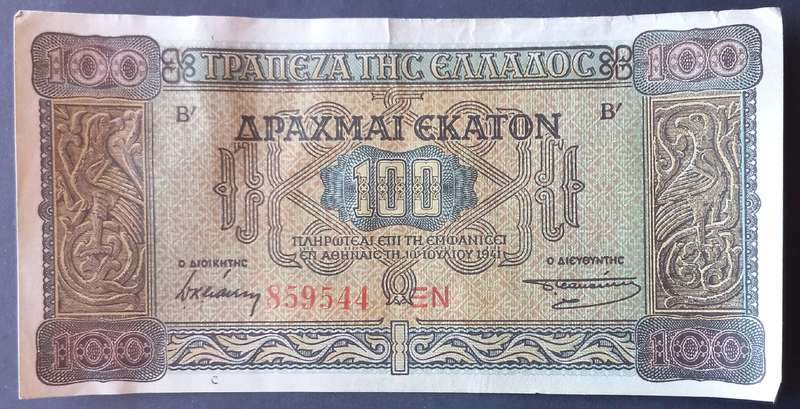 100 ΤΡΑΠΕΖΑ ΤΗΣ ΕΛΛΑΔΟΣ 100
Β′ Β′
ΔΡΑΧΜΑΙ ΕΚΑΤΟΝ
100
ΠΛΗΡΩΤΕΑΙ ΕΠΙ ΤΗ ΕΜΦΑΝΙΣΕΙ
ΕΝ ΑΘΗΝΑΙΣ ΤΗ 10 ΙΟΥΛΙΟΥ 1941
Ο ΔΙΟΙΚΗΤΗΣ Ο ΔΙΕΥΘΥΝΤΗΣ
859544 ΞΝ
100 100